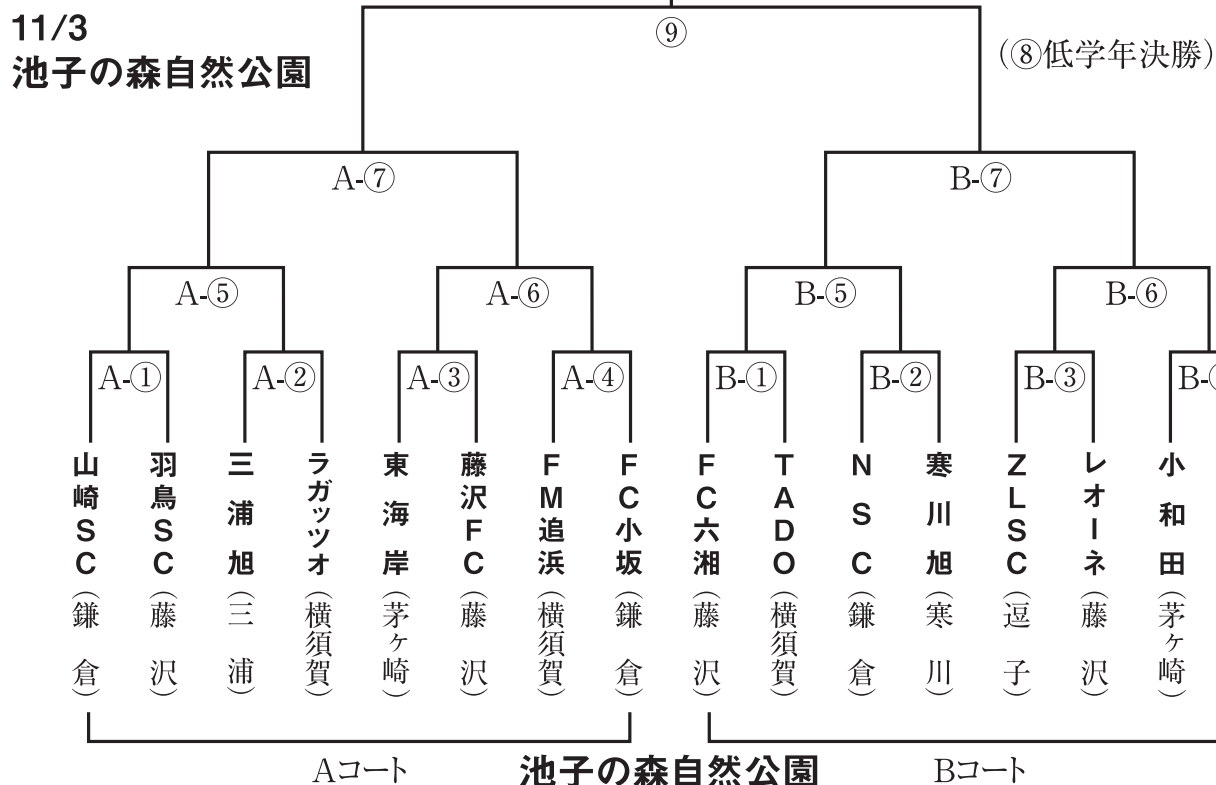 11/3
池子の森自然公園
⑨
(⑧低学年決勝)
A-⑦
B-⑦
A-⑤
A-⑥
B-⑤
B-⑥
A-①
A-②
A-③
A-④
B-①
B-②
B-③
B-
山崎SC(鎌倉)
羽鳥SC(藤沢)
三浦旭(三浦)
ラガッツオ(横須賀)
東海岸(茅ヶ崎)
藤沢FC(藤沢)
FM追浜(横須賀)
FC小坂(鎌倉)
FC六湘(藤沢)
TADO(横須賀)
NSC(鎌倉)
寒川旭(寒川)
ZLSC(逗子)
レオーネ(藤沢)
小和田(茅ヶ崎)
Aコート
池子の森自然公園
Bコート